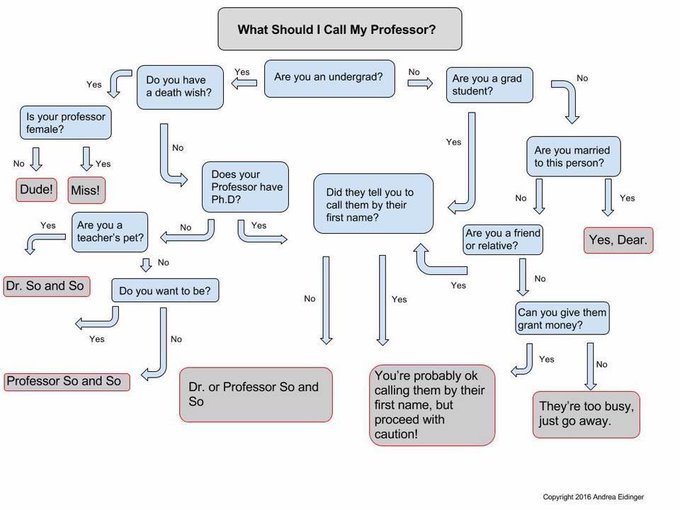 What Should I Call My Professor?
Are you an undergrad?
Yes
No
Do you have
a death wish?
Yes
No
Are you a grad
student?
No
Yes
Is your professor
female?
No
Yes
Dude!
Miss!
Does your
Professor have
Ph.D?
No
Yes
Did they tell you to
call them by their
first name?
No
Yes
Are you married
to this person?
No
Yes
Yes, Dear.
Are you a
teacher's pet?
Yes
No
Are you a friend
or relative?
Yes
No
Dr. So and So
Do you want to be?
Yes
No
Can you give them
grant money?
Yes
No
Professor So and So
Dr. or Professor So and
So
You're probably ok
calling them by their
first name, but
proceed with
caution!
They're too busy,
just go away.
Copyright 2016 Andrea Eidinger